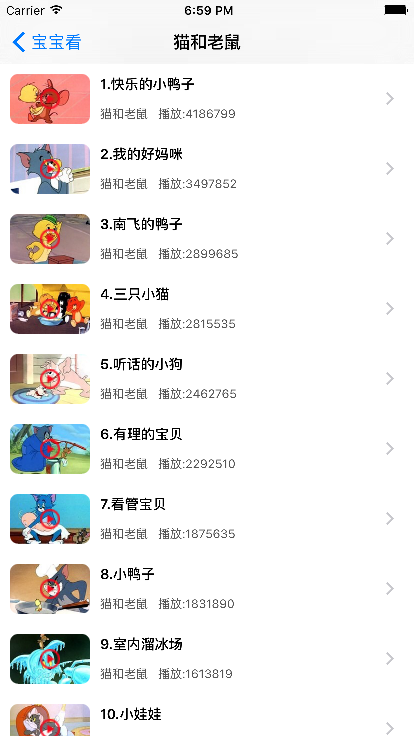 Carrier 6:59 PM
宝宝看 猫和老鼠
1.快乐的小鸭子
猫和老鼠 播放:4186799
2.我的好妈咪
猫和老鼠 播放:3497852
3.南飞的鸭子
猫和老鼠 播放:2899685
4.三只小猫
猫和老鼠 播放:2815535
5.听话的小狗
猫和老鼠 播放:2462765
6.有理的宝贝
猫和老鼠 播放:2292510
7.看管宝贝
猫和老鼠 播放:1875635
8.小鸭子
猫和老鼠 播放:1831890
9.室内溜冰场
猫和老鼠 播放:1613819
10.小娃娃